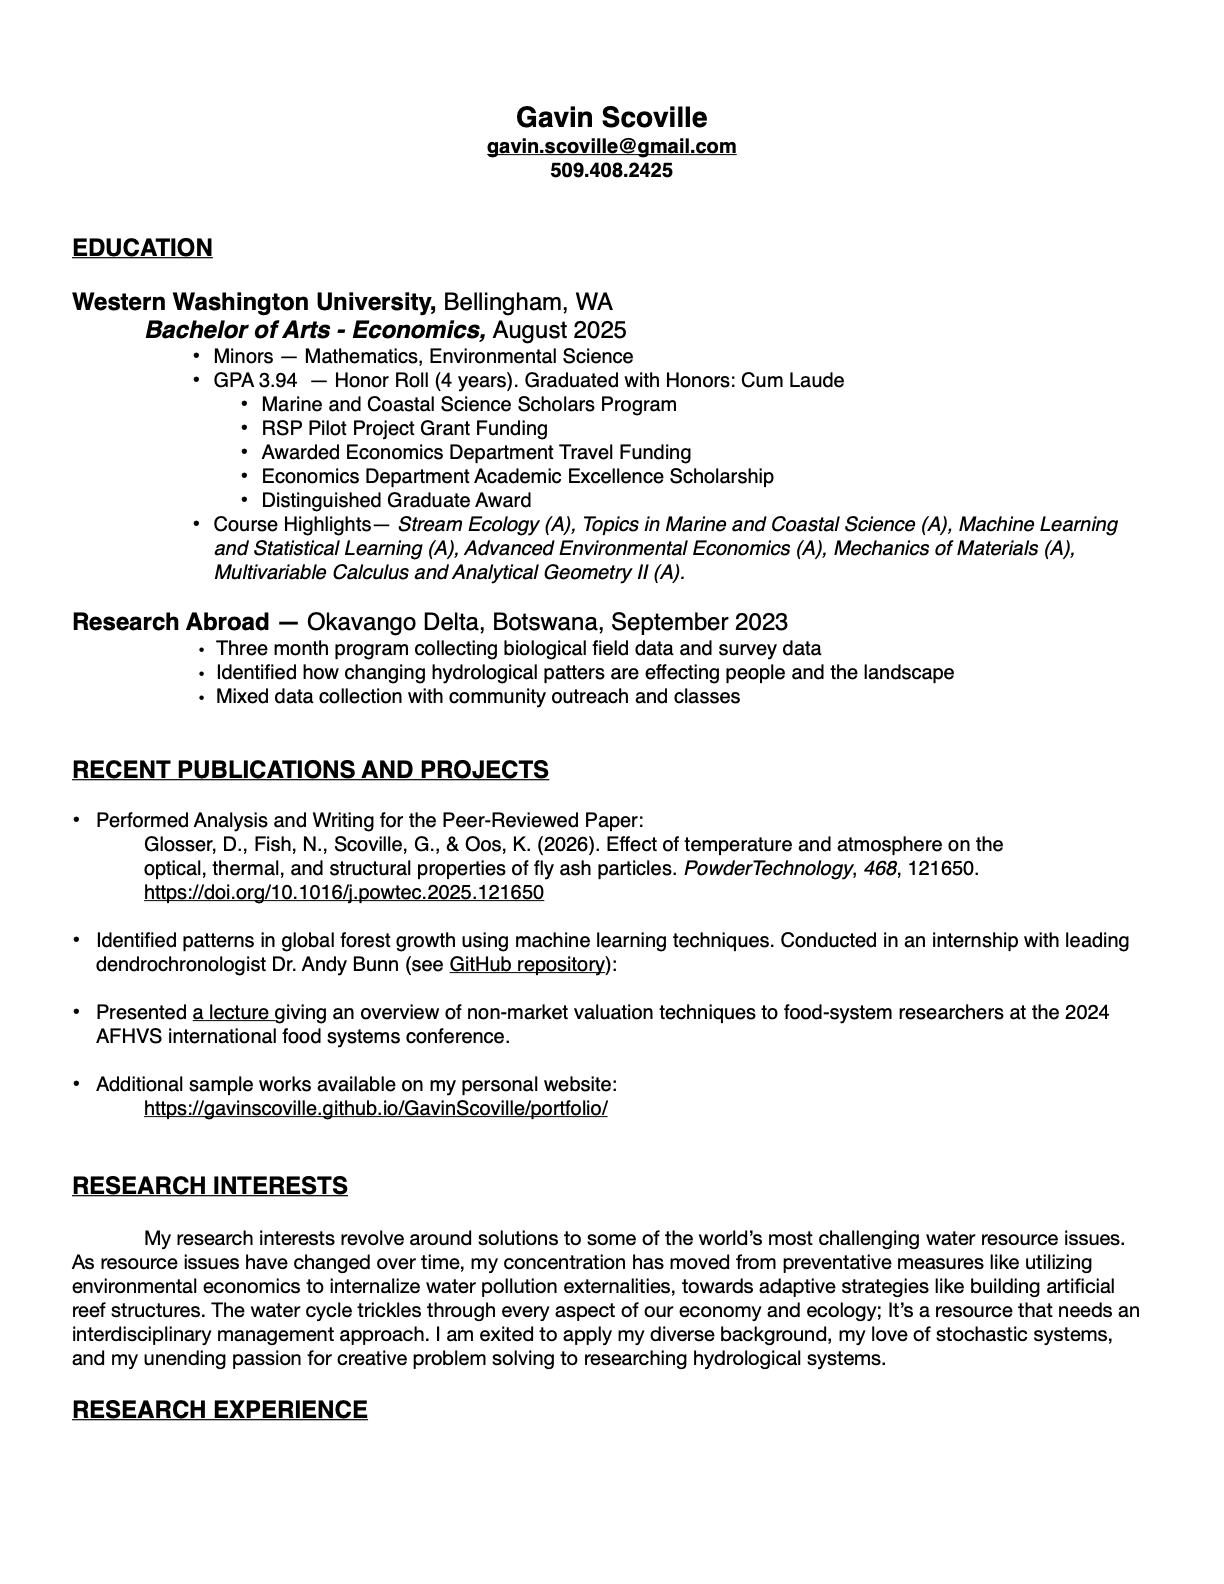 Gavin Scoville
gavin.scoville@gmail.com
509.408.2425
EDUCATION
Western Washington University, Bellingham, WA
Bachelor of Arts - Economics, August 2025
• Minors — Mathematics, Environmental Science
• GPA 3.94 — Honor Roll (4 years). Graduated with Honors: Cum Laude
• Marine and Coastal Science Scholars Program
• RSP Pilot Project Grant Funding
• Awarded Economics Department Travel Funding
• Economics Department Academic Excellence Scholarship
• Distinguished Graduate Award
• Course Highlights— Stream Ecology (A), Topics in Marine and Coastal Science (A), Machine Learning
and Statistical Learning (A), Advanced Environmental Economics (A), Mechanics of Materials (A),
Multivariable Calculus and Analytical Geometry II (A).
Research Abroad — Okavango Delta, Botswana, September 2023
• Three month program collecting biological field data and survey data
• Identified how changing hydrological patters are effecting people and the landscape
• Mixed data collection with community outreach and classes
RECENT PUBLICATIONS AND PROJECTS
• Performed Analysis and Writing for the Peer-Reviewed Paper:
Glosser, D., Fish, N., Scoville, G., & Oos, K. (2026). Effect of temperature and atmosphere on the
optical, thermal, and structural properties of fly ash particles. PowderTechnology, 468, 121650.
https://doi.org/10.1016/j.powtec.2025.121650
• Identified patterns in global forest growth using machine learning techniques. Conducted in an internship with leading
dendrochronologist Dr. Andy Bunn (see GitHub repository):
• Presented a lecture giving an overview of non-market valuation techniques to food-system researchers at the 2024
AFHVS international food systems conference.
• Additional sample works available on my personal website:
https://gavinscoville.github.io/GavinScoville/portfolio/
RESEARCH INTERESTS
My research interests revolve around solutions to some of the world’s most challenging water resource issues.
As resource issues have changed over time, my concentration has moved from preventative measures like utilizing
environmental economics to internalize water pollution externalities, towards adaptive strategies like building artificial
reef structures. The water cycle trickles through every aspect of our economy and ecology; It’s a resource that needs an
interdisciplinary management approach. I am exited to apply my diverse background, my love of stochastic systems,
and my unending passion for creative problem solving to researching hydrological systems.
RESEARCH EXPERIENCE